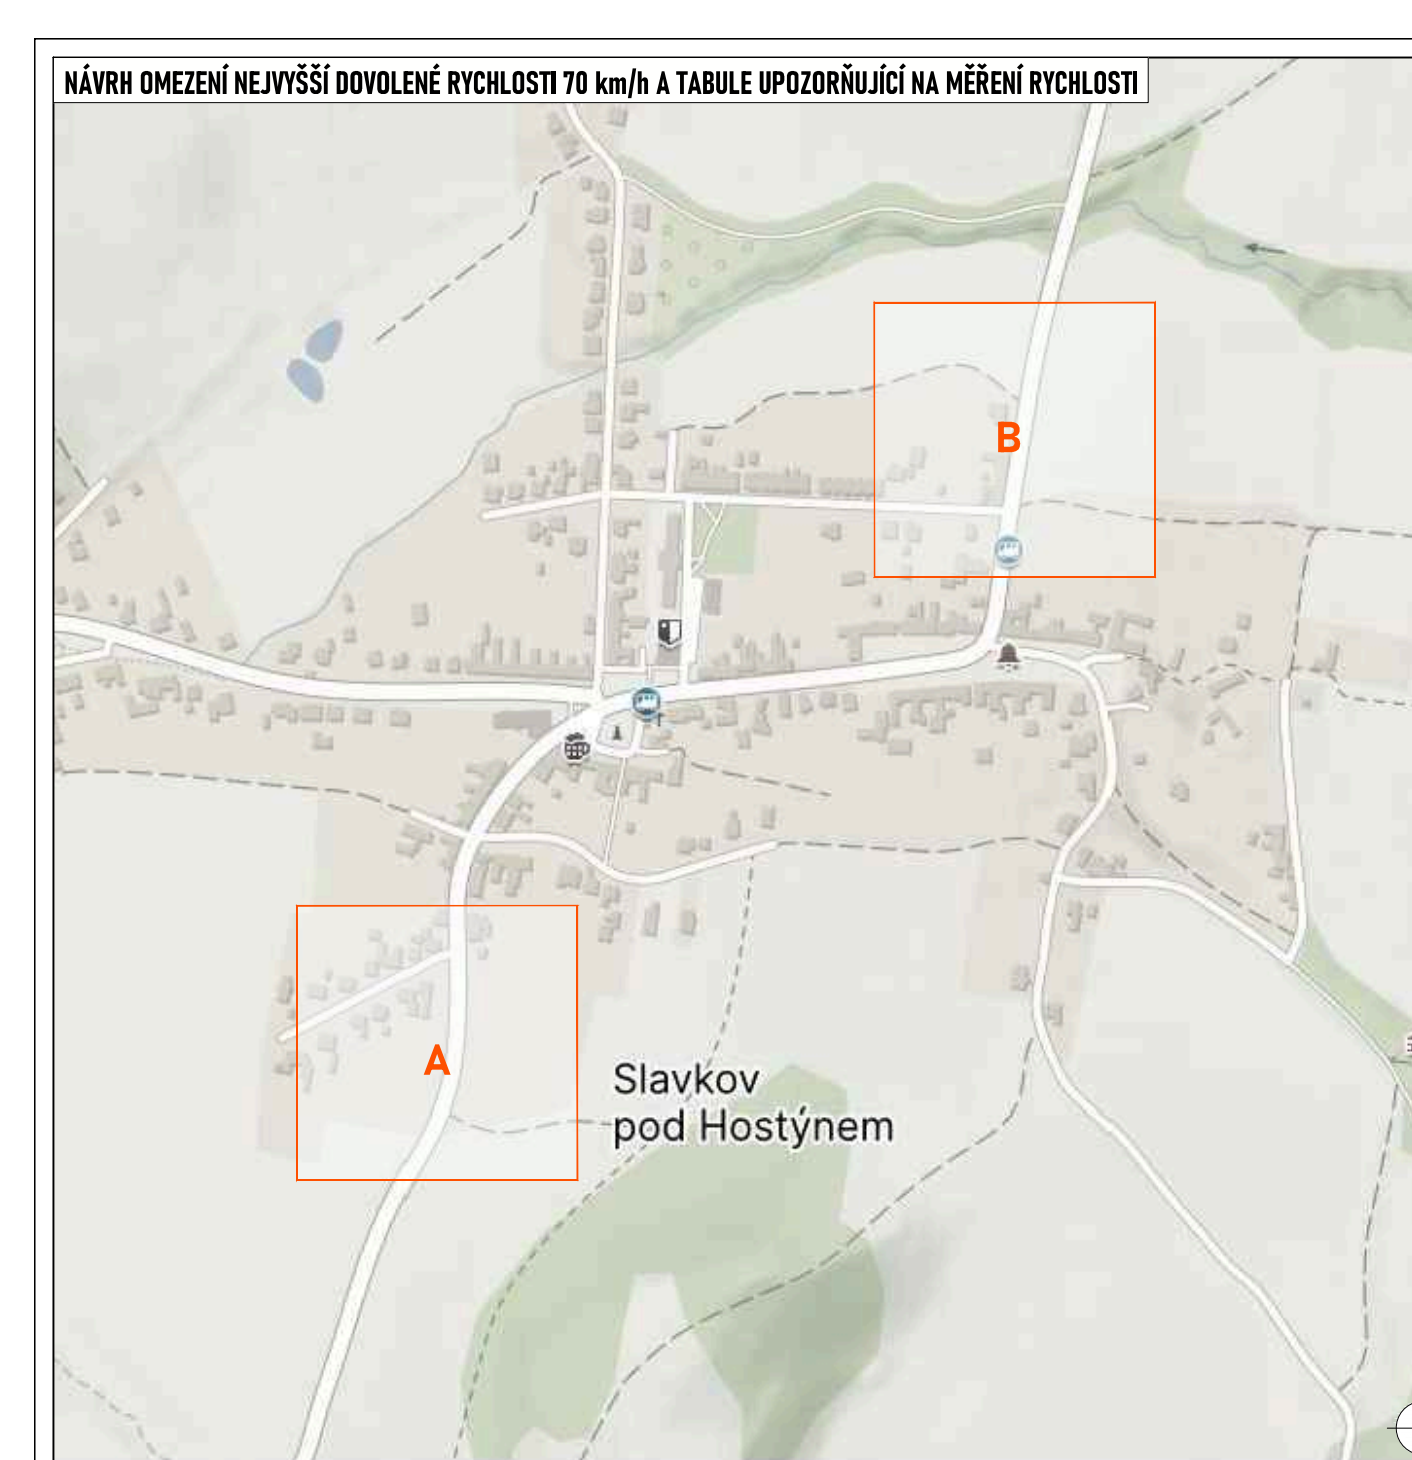 NÁVRH OMEZENÍ NEJVYŠŠÍ DOVOLENÉ RYCHLOSTI 70 km/h A TABULE UPOZORŇUJÍCÍ NA MĚŘENÍ RYCHLOSTI
B
A
Slavkov
pod Hostýnem